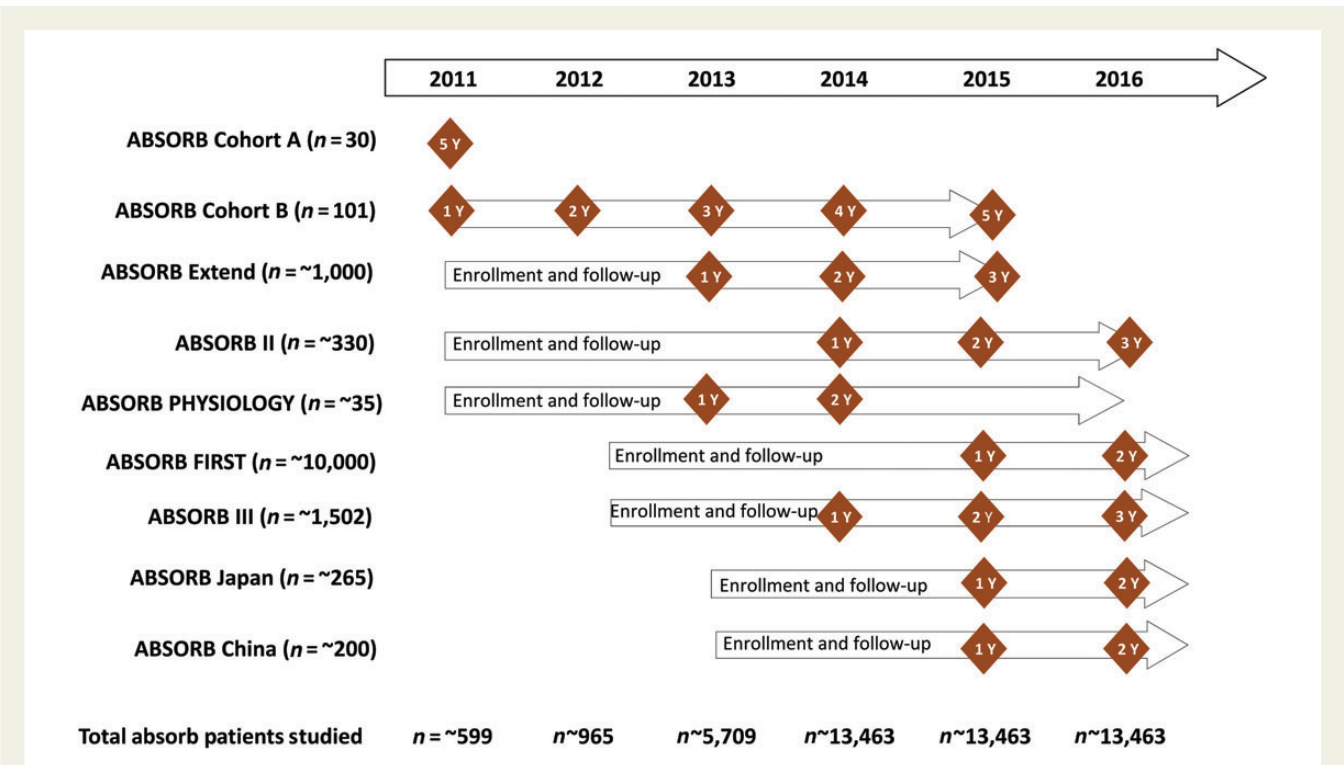 2011 2012 2013 2014 2015 2016
ABSORB Cohort A (n = 30) 5 Y
ABSORB Cohort B (n = 101) 1 Y 2 Y 3 Y 4 Y 5 Y
ABSORB Extend (n = ~1,000) Enrollment and follow-up 1 Y 2 Y 3 Y
ABSORB II (n = ~330) Enrollment and follow-up 1 Y 2 Y 3 Y
ABSORB PHYSIOLOGY (n = ~35) Enrollment and follow-up 1 Y 2 Y
ABSORB FIRST (n = ~10,000) Enrollment and follow-up 1 Y 2 Y
ABSORB III (n = ~1,502) Enrollment and follow-up 1 Y 2 Y 3 Y
ABSORB Japan (n = ~265) Enrollment and follow-up 1 Y 2 Y
ABSORB China (n = ~200) Enrollment and follow-up 1 Y 2 Y
Total absorb patients studied n = ~599 n~965 n~5,709 n~13,463 n~13,463 n~13,463